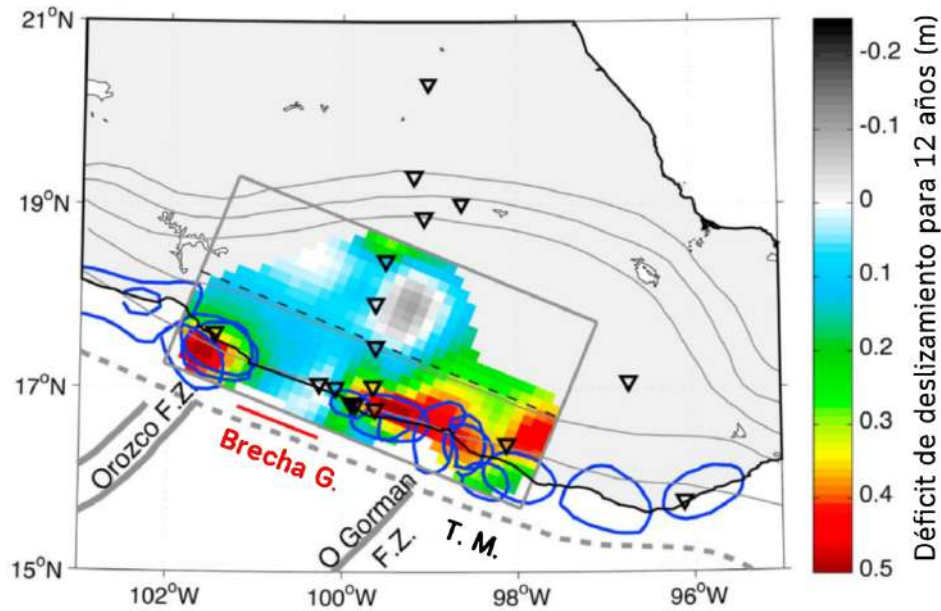 21°N
19°N
17°N
15°N
102°W
100°W
98°W
96°W
Orozco F.Z.
Brecha G.
O Gorman
F.Z.
T. M.
-0.2
-0.1
0
0.1
0.2
0.3
0.4
0.5
Déficit de deslizamiento para 12 años (m)